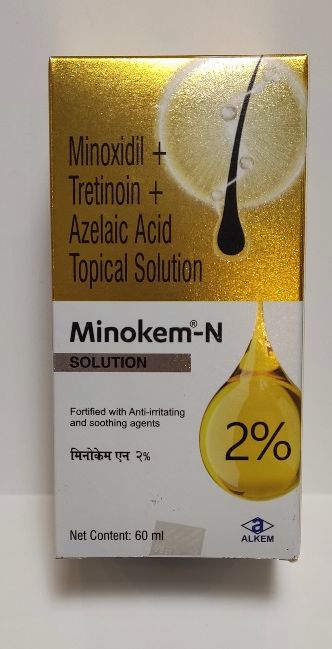 Minoxidil +
Tretinoin +
Azelaic Acid
Topical Solution
Minokem®-N
SOLUTION
Fortified with Anti-irritating
and soothing agents
2%
मिनोकेम एन २%
Net Content: 60 ml
ALKEM